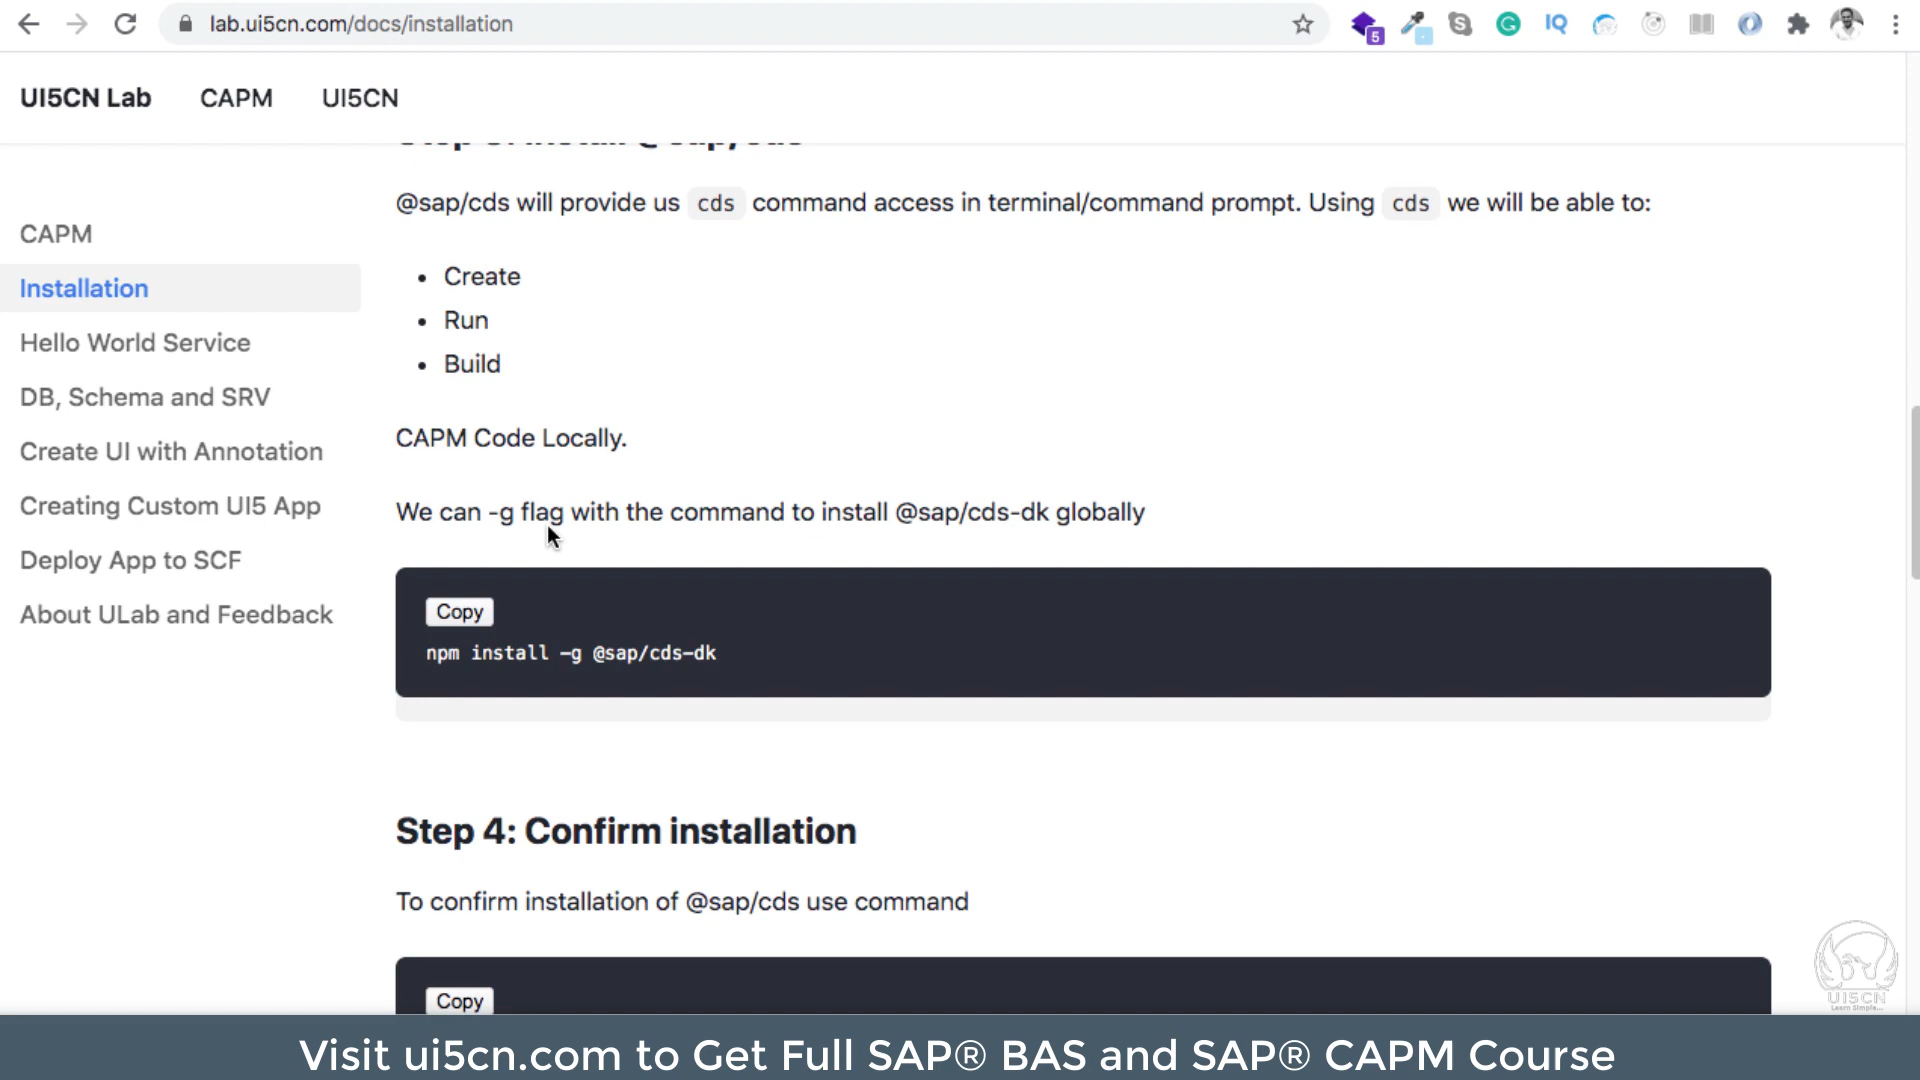 lab.ui5cn.com/docs/installation
5
IQ
UI5CN Lab CAPM UI5CN
@sap/cds will provide us cds command access in terminal/command prompt. Using cds we will be able to:
CAPM
Installation
Hello World Service
DB, Schema and SRV
Create UI with Annotation
Creating Custom UI5 App
Deploy App to SCF
About ULab and Feedback
• Create
• Run
• Build
CAPM Code Locally.
We can -g flag with the command to install @sap/cds-dk globally
Copy
npm install -g @sap/cds-dk
Step 4: Confirm installation
To confirm installation of @sap/cds use command
Copy
UI5CN
Learn Simple...
Visit ui5cn.com to Get Full SAP® BAS and SAP® CAPM Course